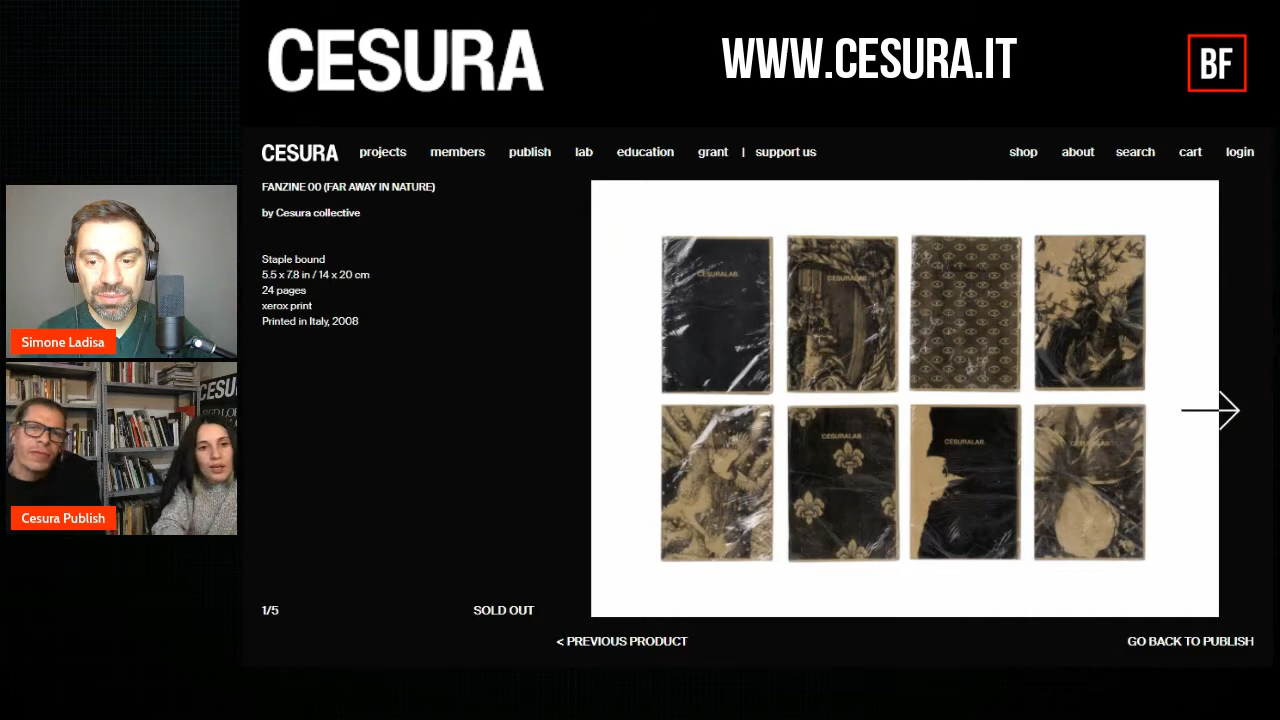 CESURA
WWW.CESURA.IT
BF
CESURA projects members publish lab education grant | support us shop about search cart login
FANZINE 00 (FAR AWAY IN NATURE)
by Cesura collective
Staple bound
5.5 x 7.8 in / 14 x 20 cm
24 pages
xerox print
Printed in Italy, 2008
CESURALAB.
CESURALAB.
CESURALAB.
CESURALAB.
CESURALAB.
Simone Ladisa
CESU
Cesura Publish
1/5
SOLD OUT
< PREVIOUS PRODUCT
GO BACK TO PUBLISH